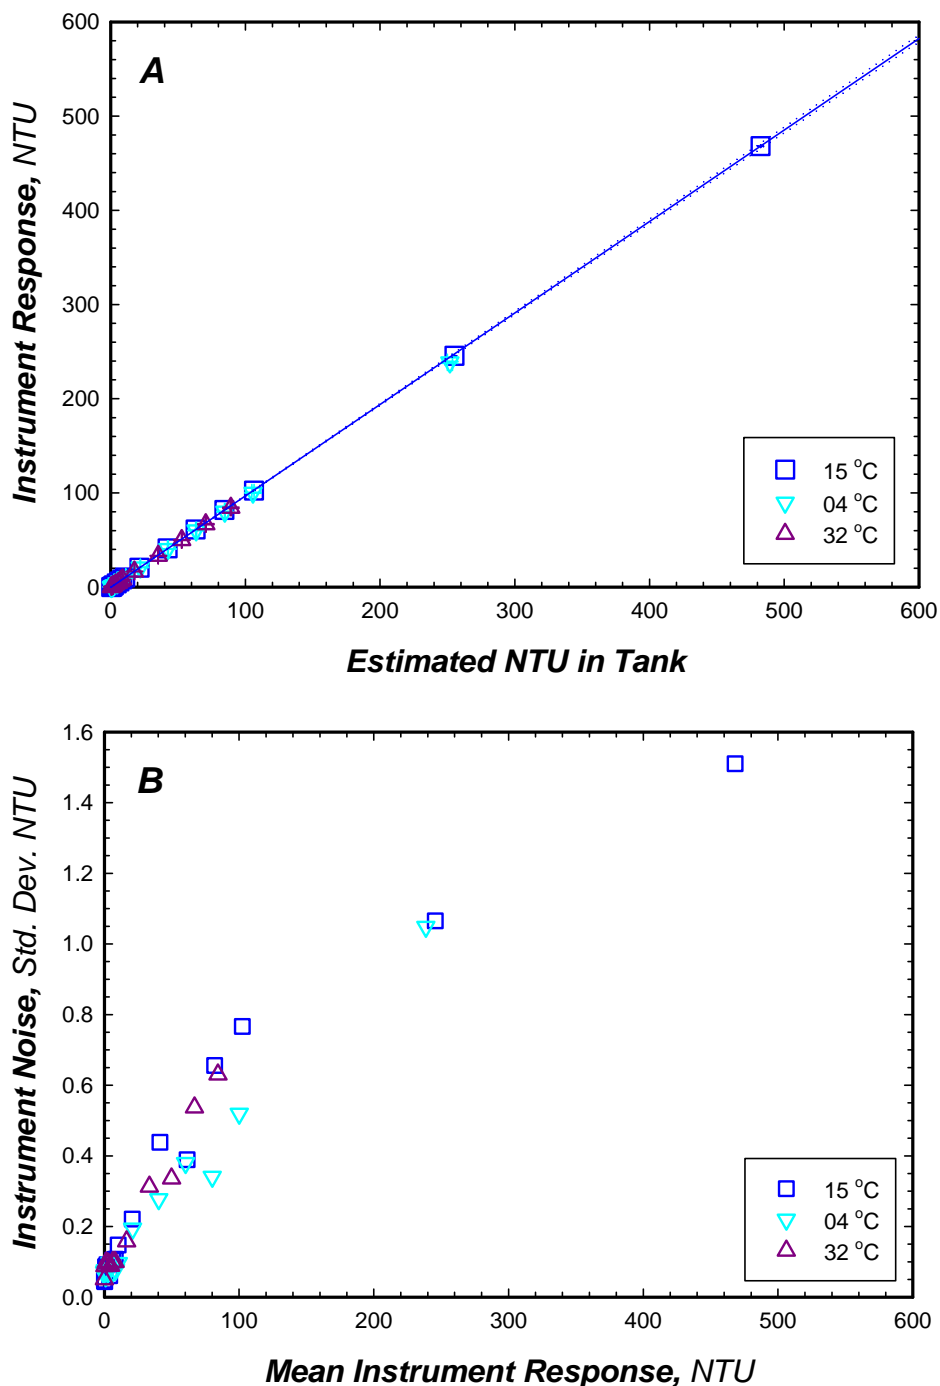 A
600
500
400
300
200
100
0
Instrument Response, NTU
15 °C
04 °C
32 °C
0 100 200 300 400 500 600
Estimated NTU in Tank
B
1.6
1.4
1.2
1.0
0.8
0.6
0.4
0.2
0.0
Instrument Noise, Std. Dev. NTU
15 °C
04 °C
32 °C
0 100 200 300 400 500 600
Mean Instrument Response, NTU